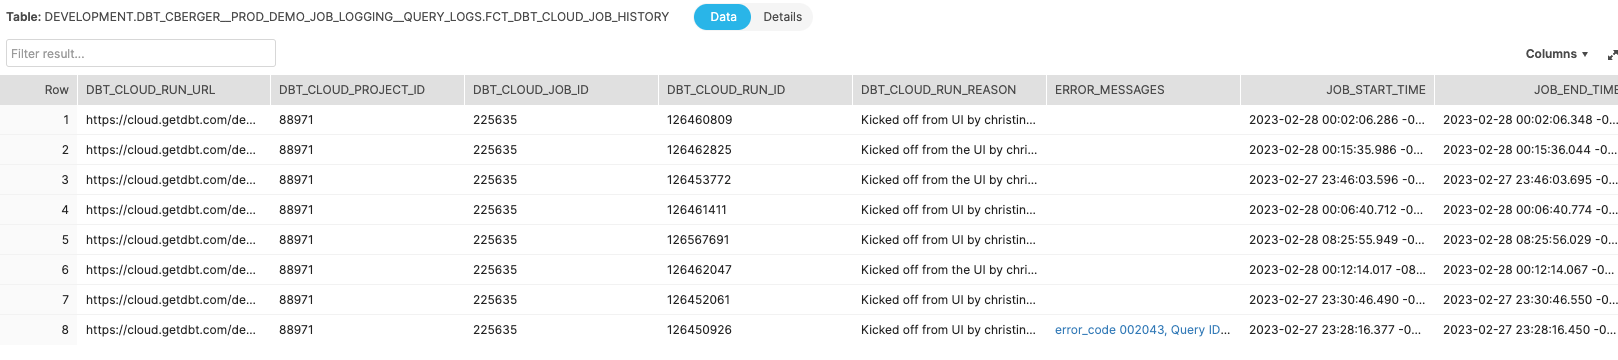 Table: DEVELOPMENT.DBT_CBERGER__PROD_DEMO_JOB_LOGGING__QUERY_LOGS.FCT_DBT_CLOUD_JOB_HISTORY Data Details
Filter result...
Columns
Row DBT_CLOUD_RUN_URL DBT_CLOUD_PROJECT_ID DBT_CLOUD_JOB_ID DBT_CLOUD_RUN_ID DBT_CLOUD_RUN_REASON ERROR_MESSAGES JOB_START_TIME JOB_END_TIME
1 https://cloud.getdbt.com/de... 88971 225635 126460809 Kicked off from UI by christin... 2023-02-28 00:02:06.286 -0... 2023-02-28 00:02:06.348 -0...
2 https://cloud.getdbt.com/de... 88971 225635 126462825 Kicked off from the UI by chri... 2023-02-28 00:15:35.986 -0... 2023-02-28 00:15:36.044 -0...
3 https://cloud.getdbt.com/de... 88971 225635 126453772 Kicked off from the UI by chri... 2023-02-27 23:46:03.596 -0... 2023-02-27 23:46:03.695 -0...
4 https://cloud.getdbt.com/de... 88971 225635 126461411 Kicked off from UI by christin... 2023-02-28 00:06:40.712 -0... 2023-02-28 00:06:40.774 -0...
5 https://cloud.getdbt.com/de... 88971 225635 126567691 Kicked off from UI by christin... 2023-02-28 08:25:55.949 -0... 2023-02-28 08:25:56.029 -0...
6 https://cloud.getdbt.com/de... 88971 225635 126462047 Kicked off from the UI by chri... 2023-02-28 00:12:14.017 -08... 2023-02-28 00:12:14.067 -0...
7 https://cloud.getdbt.com/de... 88971 225635 126452061 Kicked off from UI by christin... 2023-02-27 23:30:46.490 -0... 2023-02-27 23:30:46.550 -0...
8 https://cloud.getdbt.com/de... 88971 225635 126450926 Kicked off from UI by christin... error_code 002043, Query ID... 2023-02-27 23:28:16.377 -0... 2023-02-27 23:28:16.450 -0...